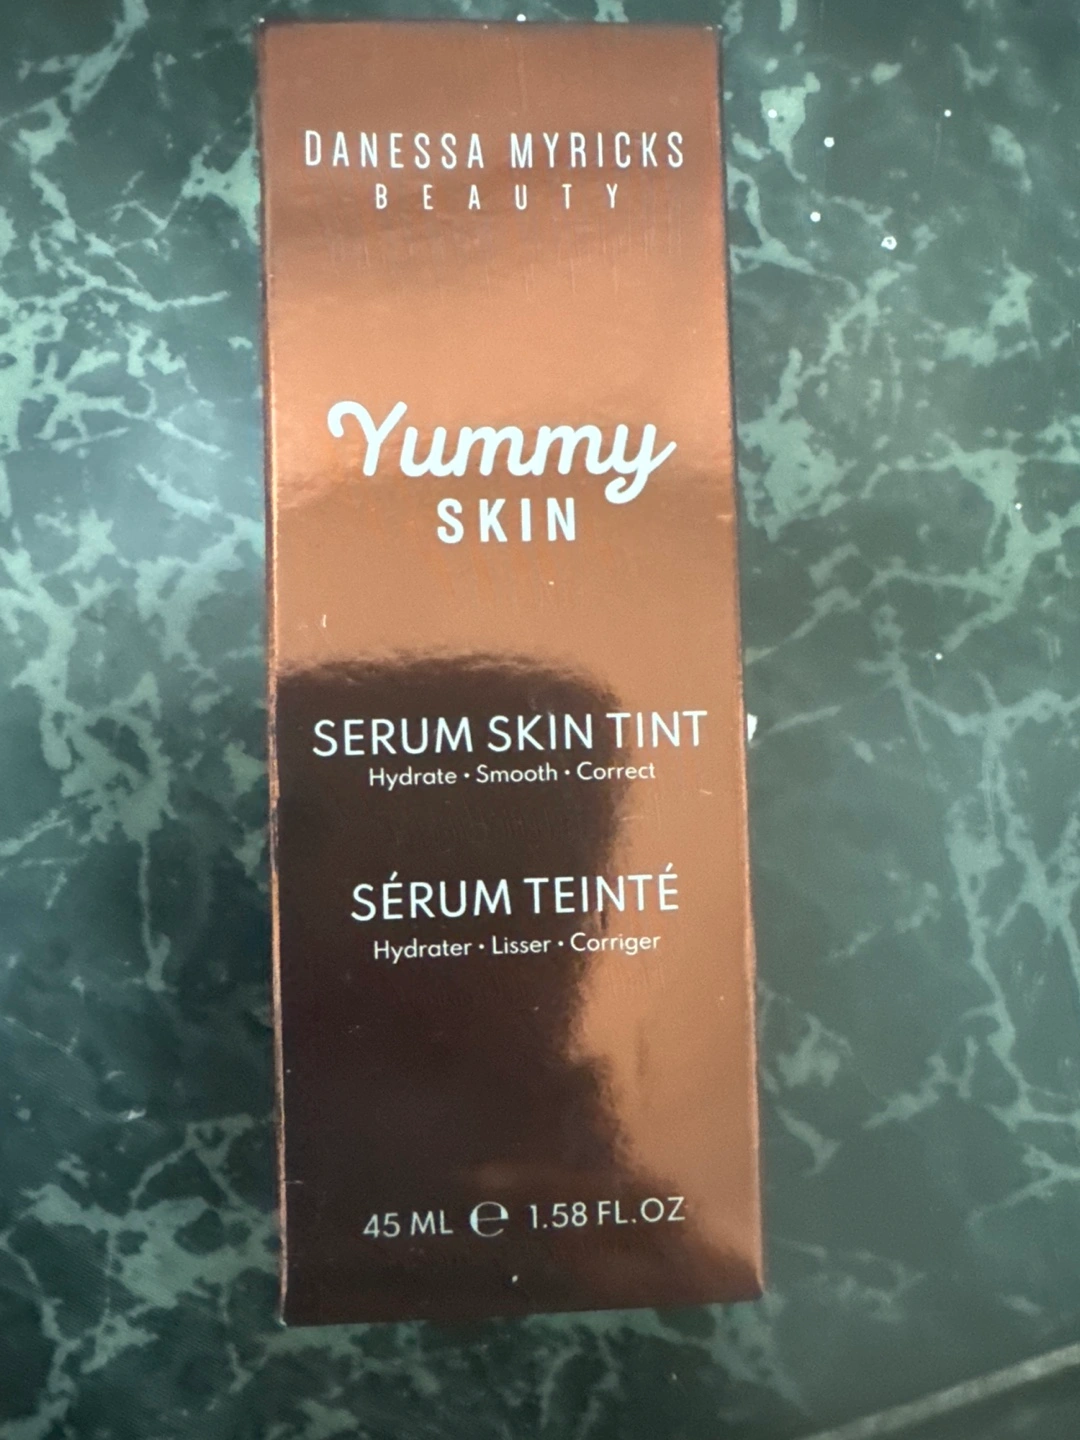 DANESSA MYRICKS
BEAUTY
Yummy
SKIN
SERUM SKIN TINT
Hydrate • Smooth • Correct
SÉRUM TEINTÉ
Hydrater • Lisser • Corriger
45 ML ℮ 1.58 FL.OZ